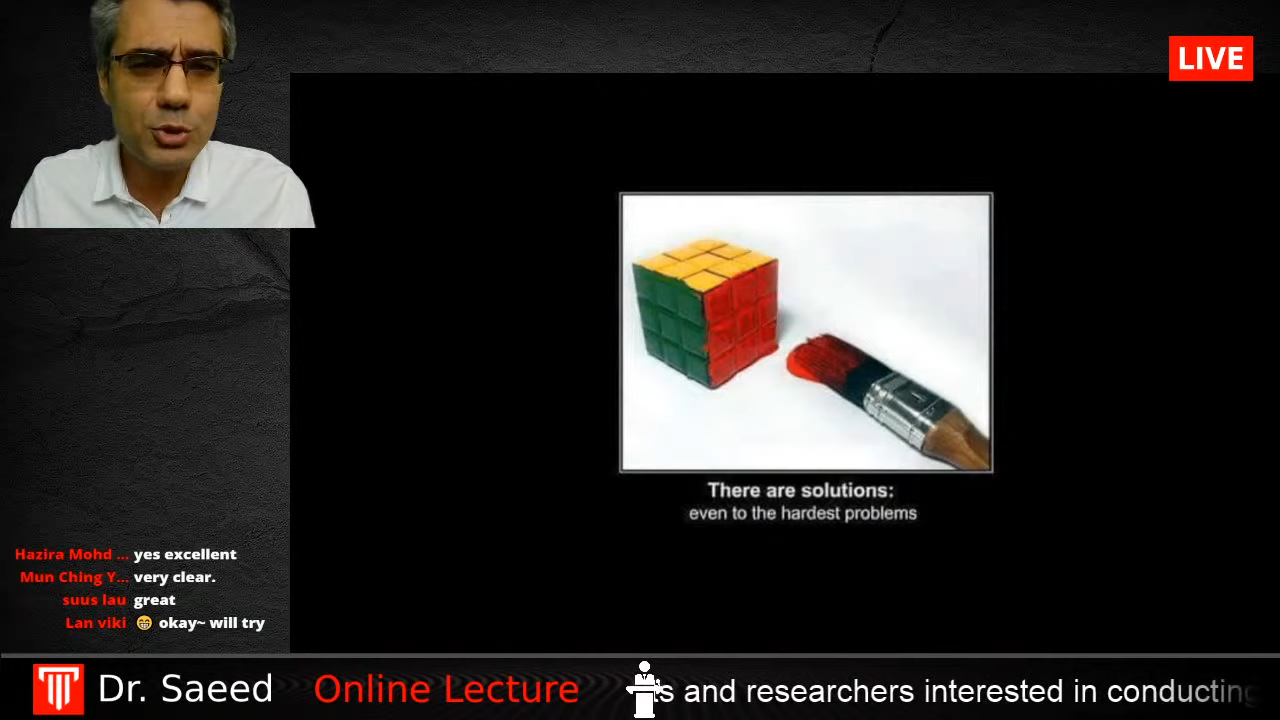 LIVE
There are solutions:
even to the hardest problems
Hazira Mohd ... yes excellent
Mun Ching Y... very clear.
suus lau great
Lan viki 😁 okay~ will try
Dr. Saeed Online Lecture
and researchers interested in conducting